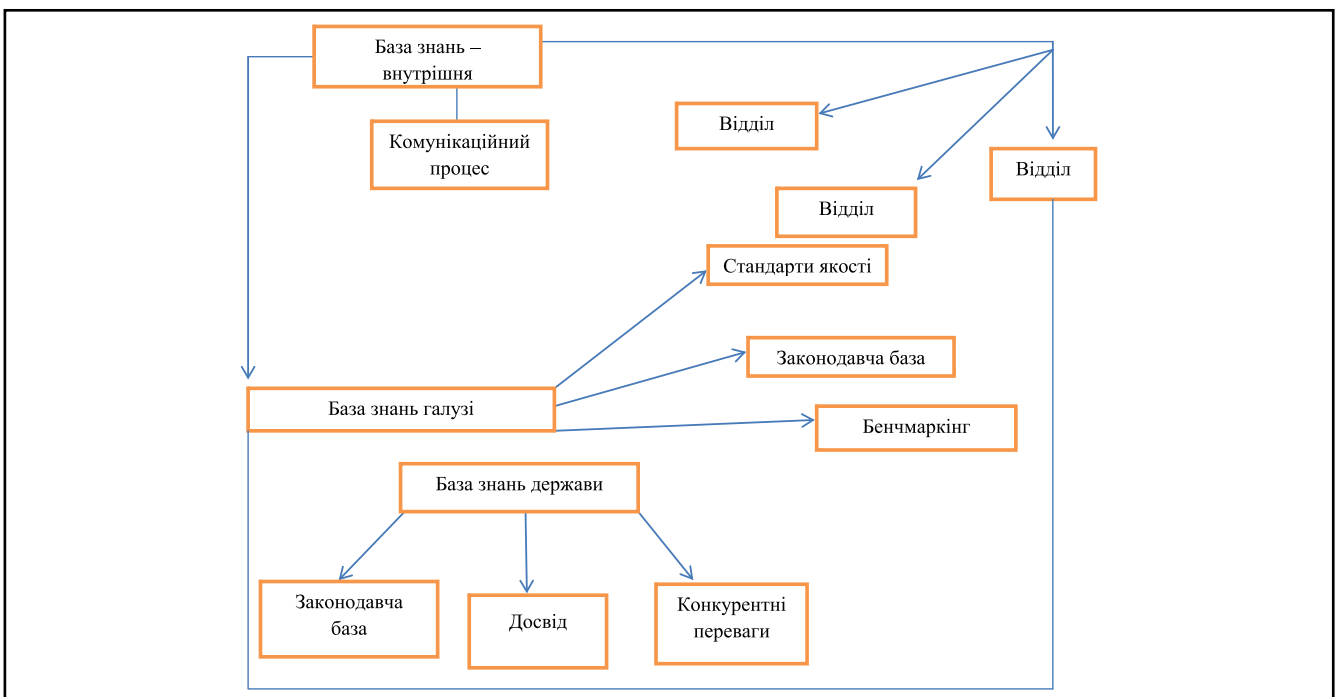 База знань –
внутрішня
Комунікаційний
процес
Відділ
Відділ
Відділ
Стандарти якості
Законодавча база
База знань галузі
Бенчмаркінг
База знань держави
Законодавча
база
Досвід
Конкурентні
переваги